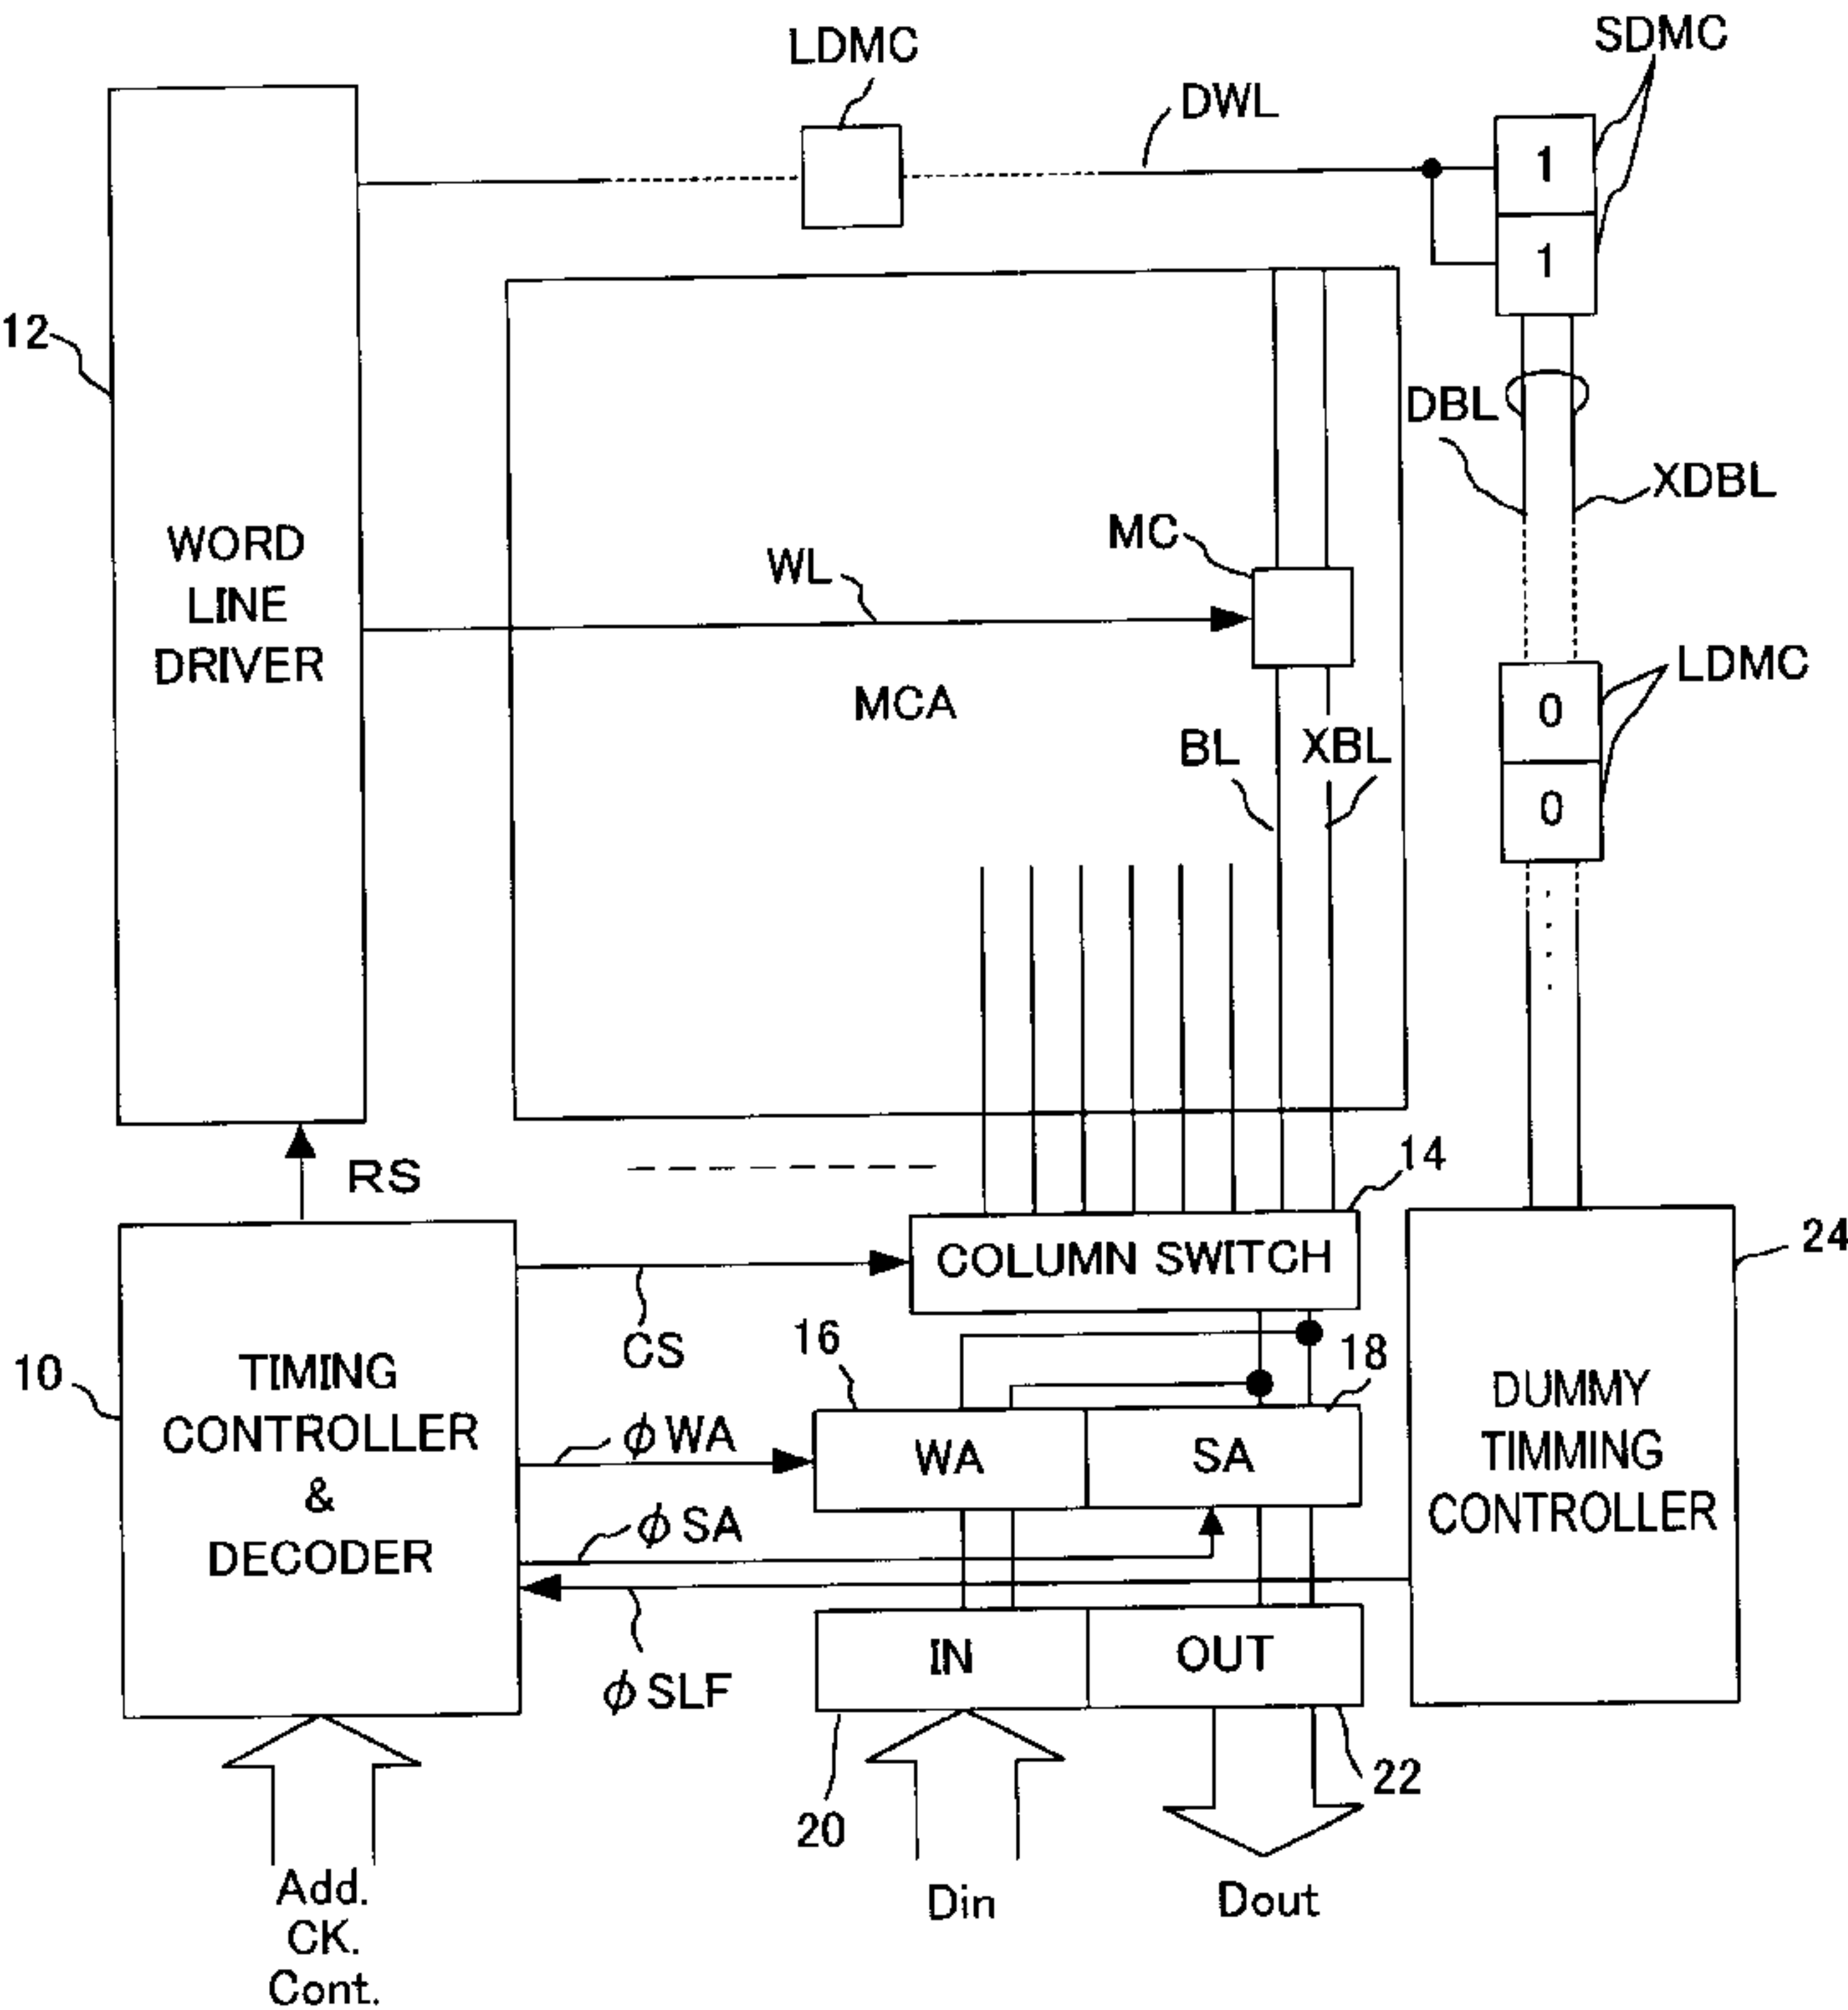 LDMC
SDMC
DWL
1
1
12
DBL
XDBL
WORD
LINE
DRIVER
WL
MC
MCA
LDMC
0
0
BL
XBL
RS
14
COLUMN SWITCH
24
CS
16
18
10
TIMING
CONTROLLER
&
DECODER
φWA
WA
SA
φSA
DUMMY
TIMMING
CONTROLLER
φSLF
IN
OUT
20
22
Add.
CK.
Cont.
Din
Dout